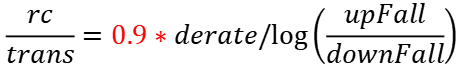 rc/trans = 0.9 * derate/log(upFall/downFall)